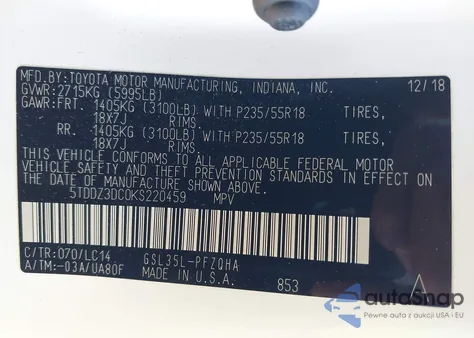 MFD.BY:TOYOTA MOTOR MANUFACTURING, INDIANA, INC. 12/18
GVWR: 2715KG (5995LB)
GAWR:FRT. 1405KG (3100LB) WITH P235/55R18 TIRES,
18X7J RIMS
RR. 1405KG (3100LB) WITH P235/55R18 TIRES,
18X7J RIMS
THIS VEHICLE CONFORMS TO ALL APPLICABLE FEDERAL MOTOR
VEHICLE SAFETY AND THEFT PREVENTION STANDARDS IN EFFECT
ON THE DATE OF MANUFACTURE SHOWN ABOVE.
5TDDZ3DC0KS220459 MPV
C/TR:070/LC14 GSL35L-PFZQHA
A/TM:-03A/UA80F MADE IN U.S.A. 853 A
autoSnap
Pewne auta z aukcji USA i EU